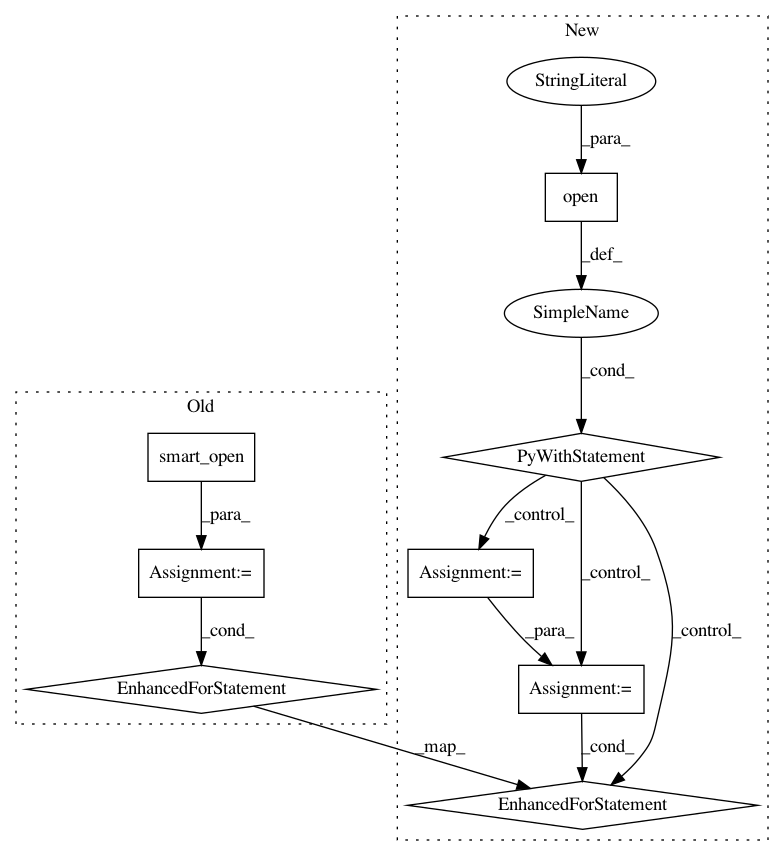 New
StringLiteral
_para_
open
_def_
SimpleName
_cond_
Old
smart_open
PyWithStatement
_para_
_control_
Assignment:=
Assignment:=
_control_
_cond_
_para_
_control_
EnhancedForStatement
Assignment:=
_map_
_cond_
EnhancedForStatement